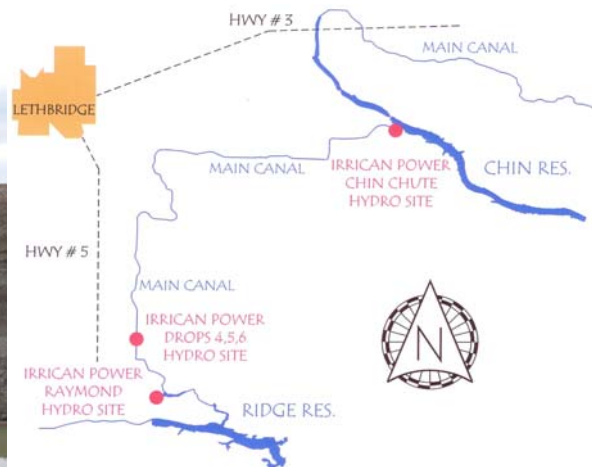 HWY # 3
MAIN CANAL
LETHBRIDGE
MAIN CANAL
IRRICAN POWER
CHIN CHUTE
HYDRO SITE
CHIN RES.
HWY # 5
MAIN CANAL
IRRICAN POWER
DROPS 4,5,6
HYDRO SITE
IRRICAN POWER
RAYMOND
HYDRO SITE
RIDGE RES.
N